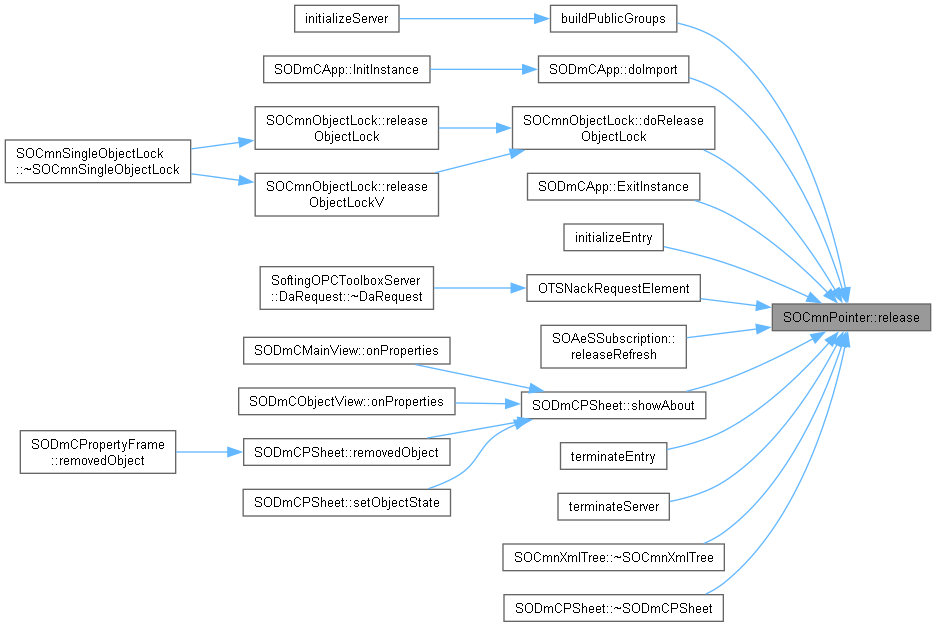 initializeServer
buildPublicGroups
SODmCApp::InitInstance
SODmCApp::doImport
SOCmnObjectLock::release
ObjectLock
SOCmnObjectLock::doRelease
ObjectLock
SOCmnSingleObjectLock
::~SOCmnSingleObjectLock
SOCmnObjectLock::release
ObjectLockV
SODmCApp::ExitInstance
initializeEntry
SoftingOPCToolboxServer
::DaRequest::~DaRequest
OTSNackRequestElement
SOCmnPointer::release
SOAeSSubscription::
releaseRefresh
SODmCMainView::onProperties
SODmCObjectView::onProperties
SODmCPSheet::showAbout
SODmCPropertyFrame
::removedObject
SODmCPSheet::removedObject
terminateEntry
SODmCPSheet::setObjectState
terminateServer
SOCmnXmlTree::~SOCmnXmlTree
SODmCPSheet::~SODmCPSheet